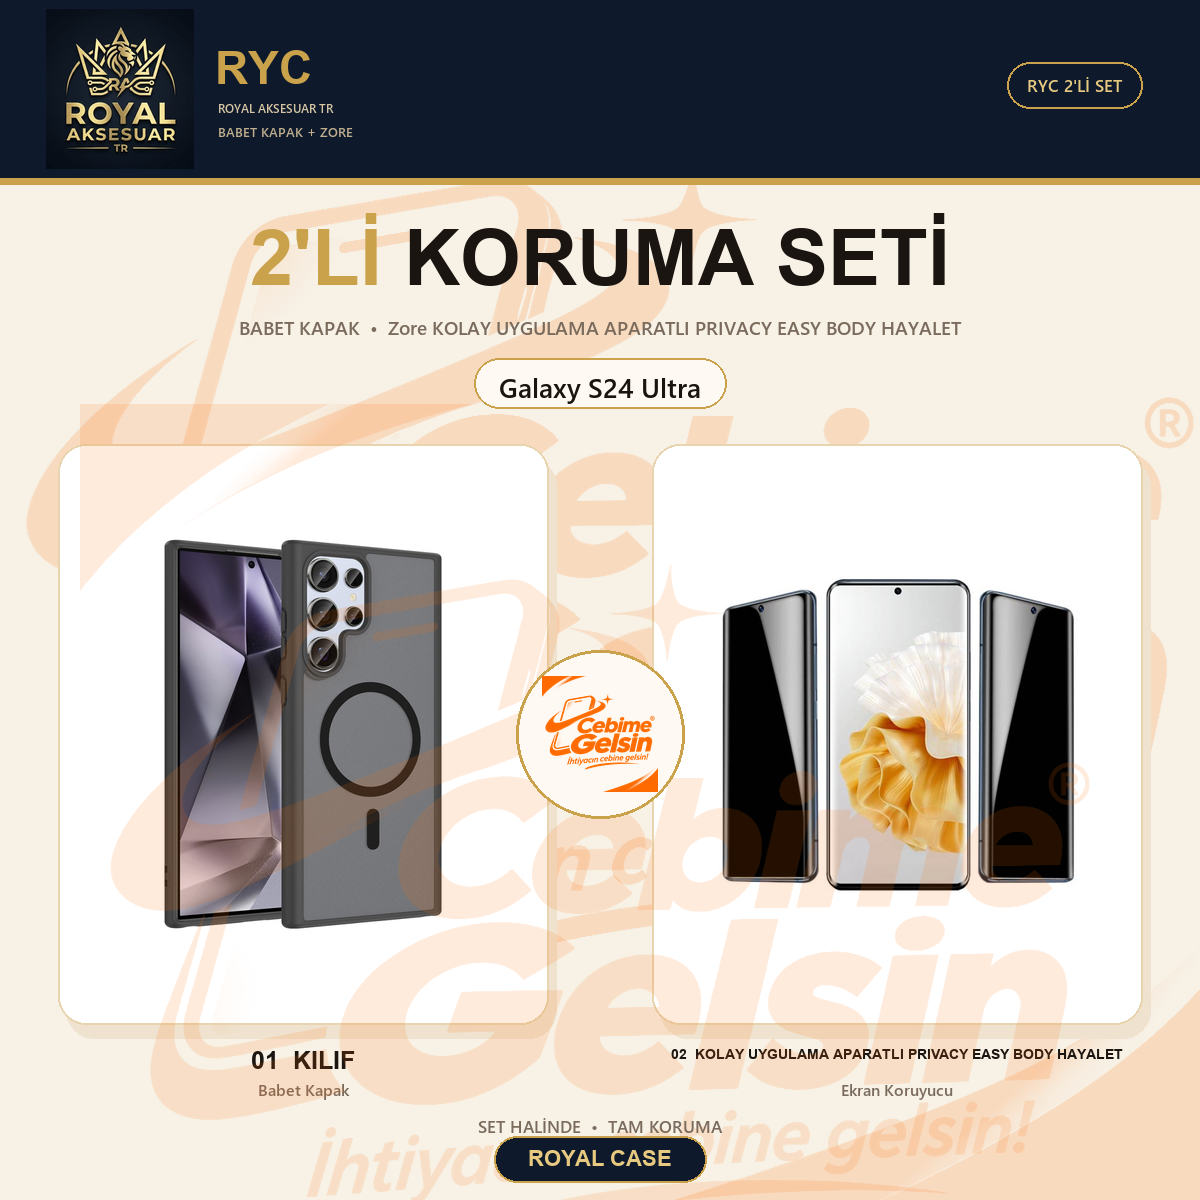 ROYAL
AKSESUAR
TR
RYC
ROYAL AKSESUAR TR
BABET KAPAK + ZORE
RYC 2'Lİ SET
2'Lİ KORUMA SETİ
BABET KAPAK • Zore KOLAY UYGULAMA APARATLI PRIVACY EASY BODY HAYALET
Galaxy S24 Ultra
Cebime®
Gelsin
İhtiyacın cebine gelsin!
Cebime®
Gelsin
01 KILIF
Babet Kapak
02 KOLAY UYGULAMA APARATLI PRIVACY EASY BODY HAYALET
Ekran Koruyucu
SET HALİNDE • TAM KORUMA
ROYAL CASE